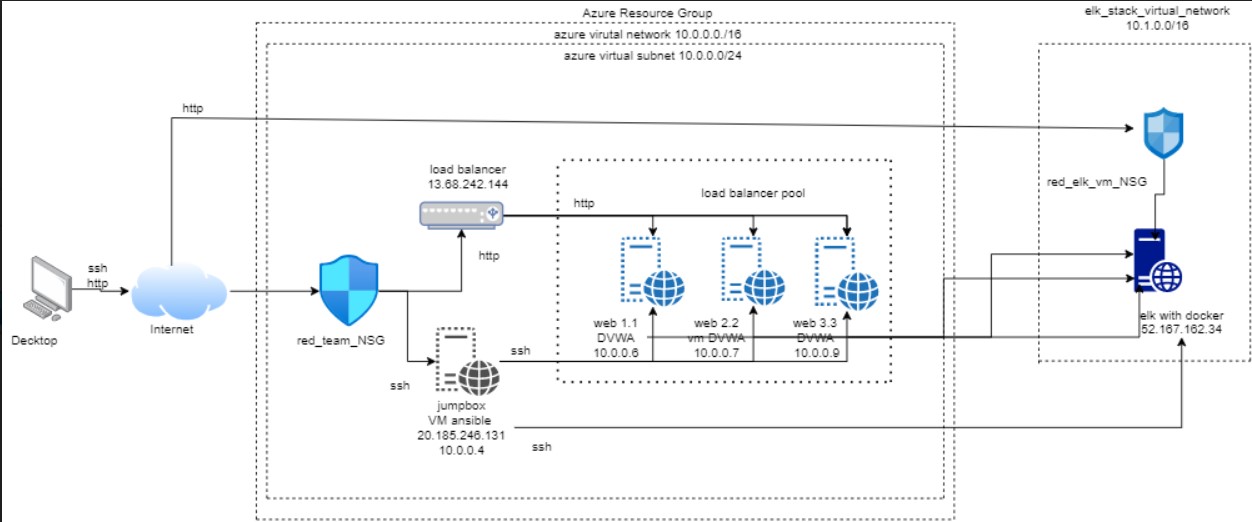 Azure Resource Group
azure virutal network 10.0.0.0./16
azure virtual subnet 10.0.0.0/24
elk_stack_virtual_network
10.1.0.0/16
http
load balancer
13.68.242.144
http
load balancer pool
red_elk_vm_NSG
http
ssh
http
Desktop
Internet
red_team_NSG
web 1.1
DVWA
10.0.0.6
web 2.2
vm DVWA
10.0.0.7
web 3.3
DVWA
10.0.0.9
elk with docker
52.167.162.34
ssh
ssh
jumpbox
VM ansible
20.185.246.131
10.0.0.4
ssh